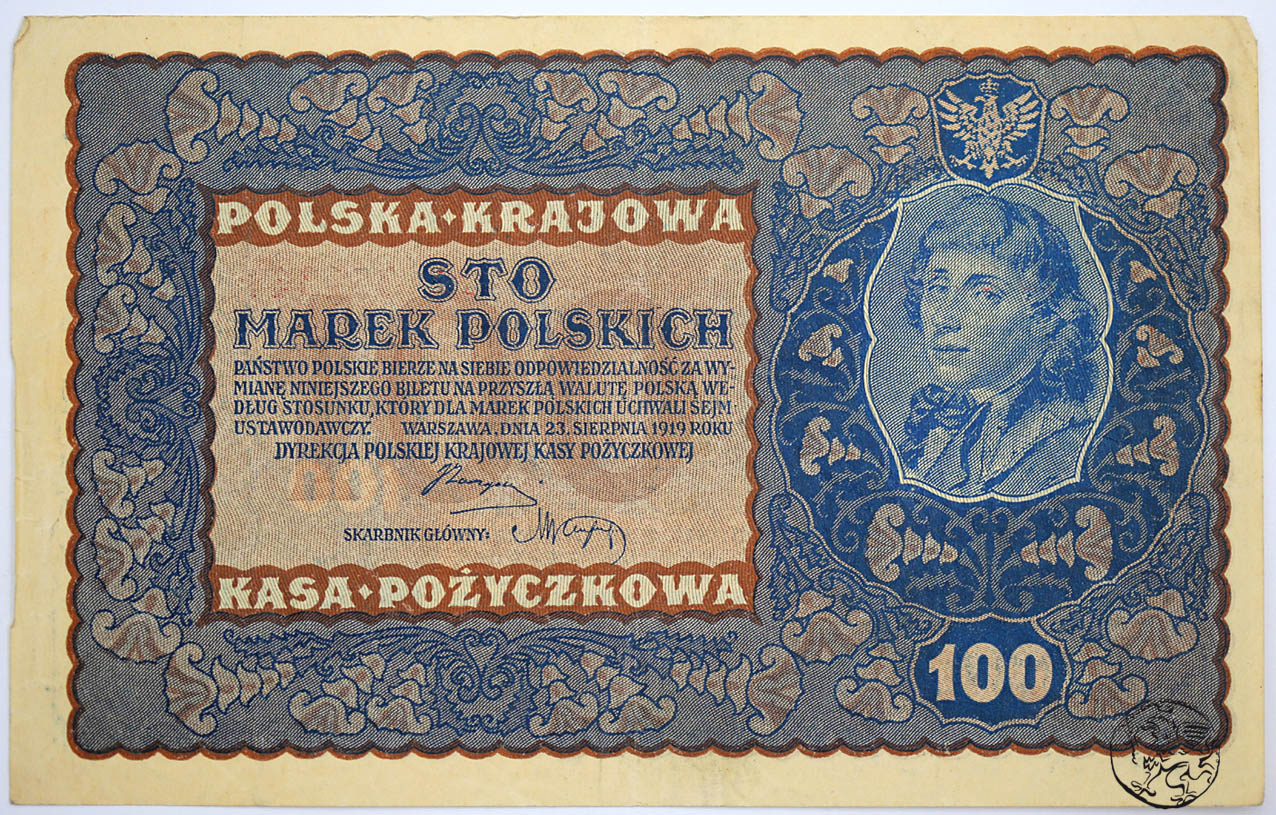 POLSKA·KRAJOWA
STO
MAREK POLSKICH
PAŃSTWO POLSKIE BIERZE NA SIEBIE ODPOWIEDZIALNOŚĆ ZA WY-
MIANĘ NINIEJSZEGO BILETU NA PRZYSZŁĄ WALUTĘ POLSKĄ WE-
DŁUG STOSUNKU, KTÓRY DLA MAREK POLSKICH UCHWALI SEJM
USTAWODAWCZY. WARSZAWA, DNIA 23. SIERPNIA 1919 ROKU
DYREKCJA POLSKIEJ KRAJOWEJ KASY POŻYCZKOWEJ
SKARBNIK GŁÓWNY:
KASA·POŻYCZKOWA
100